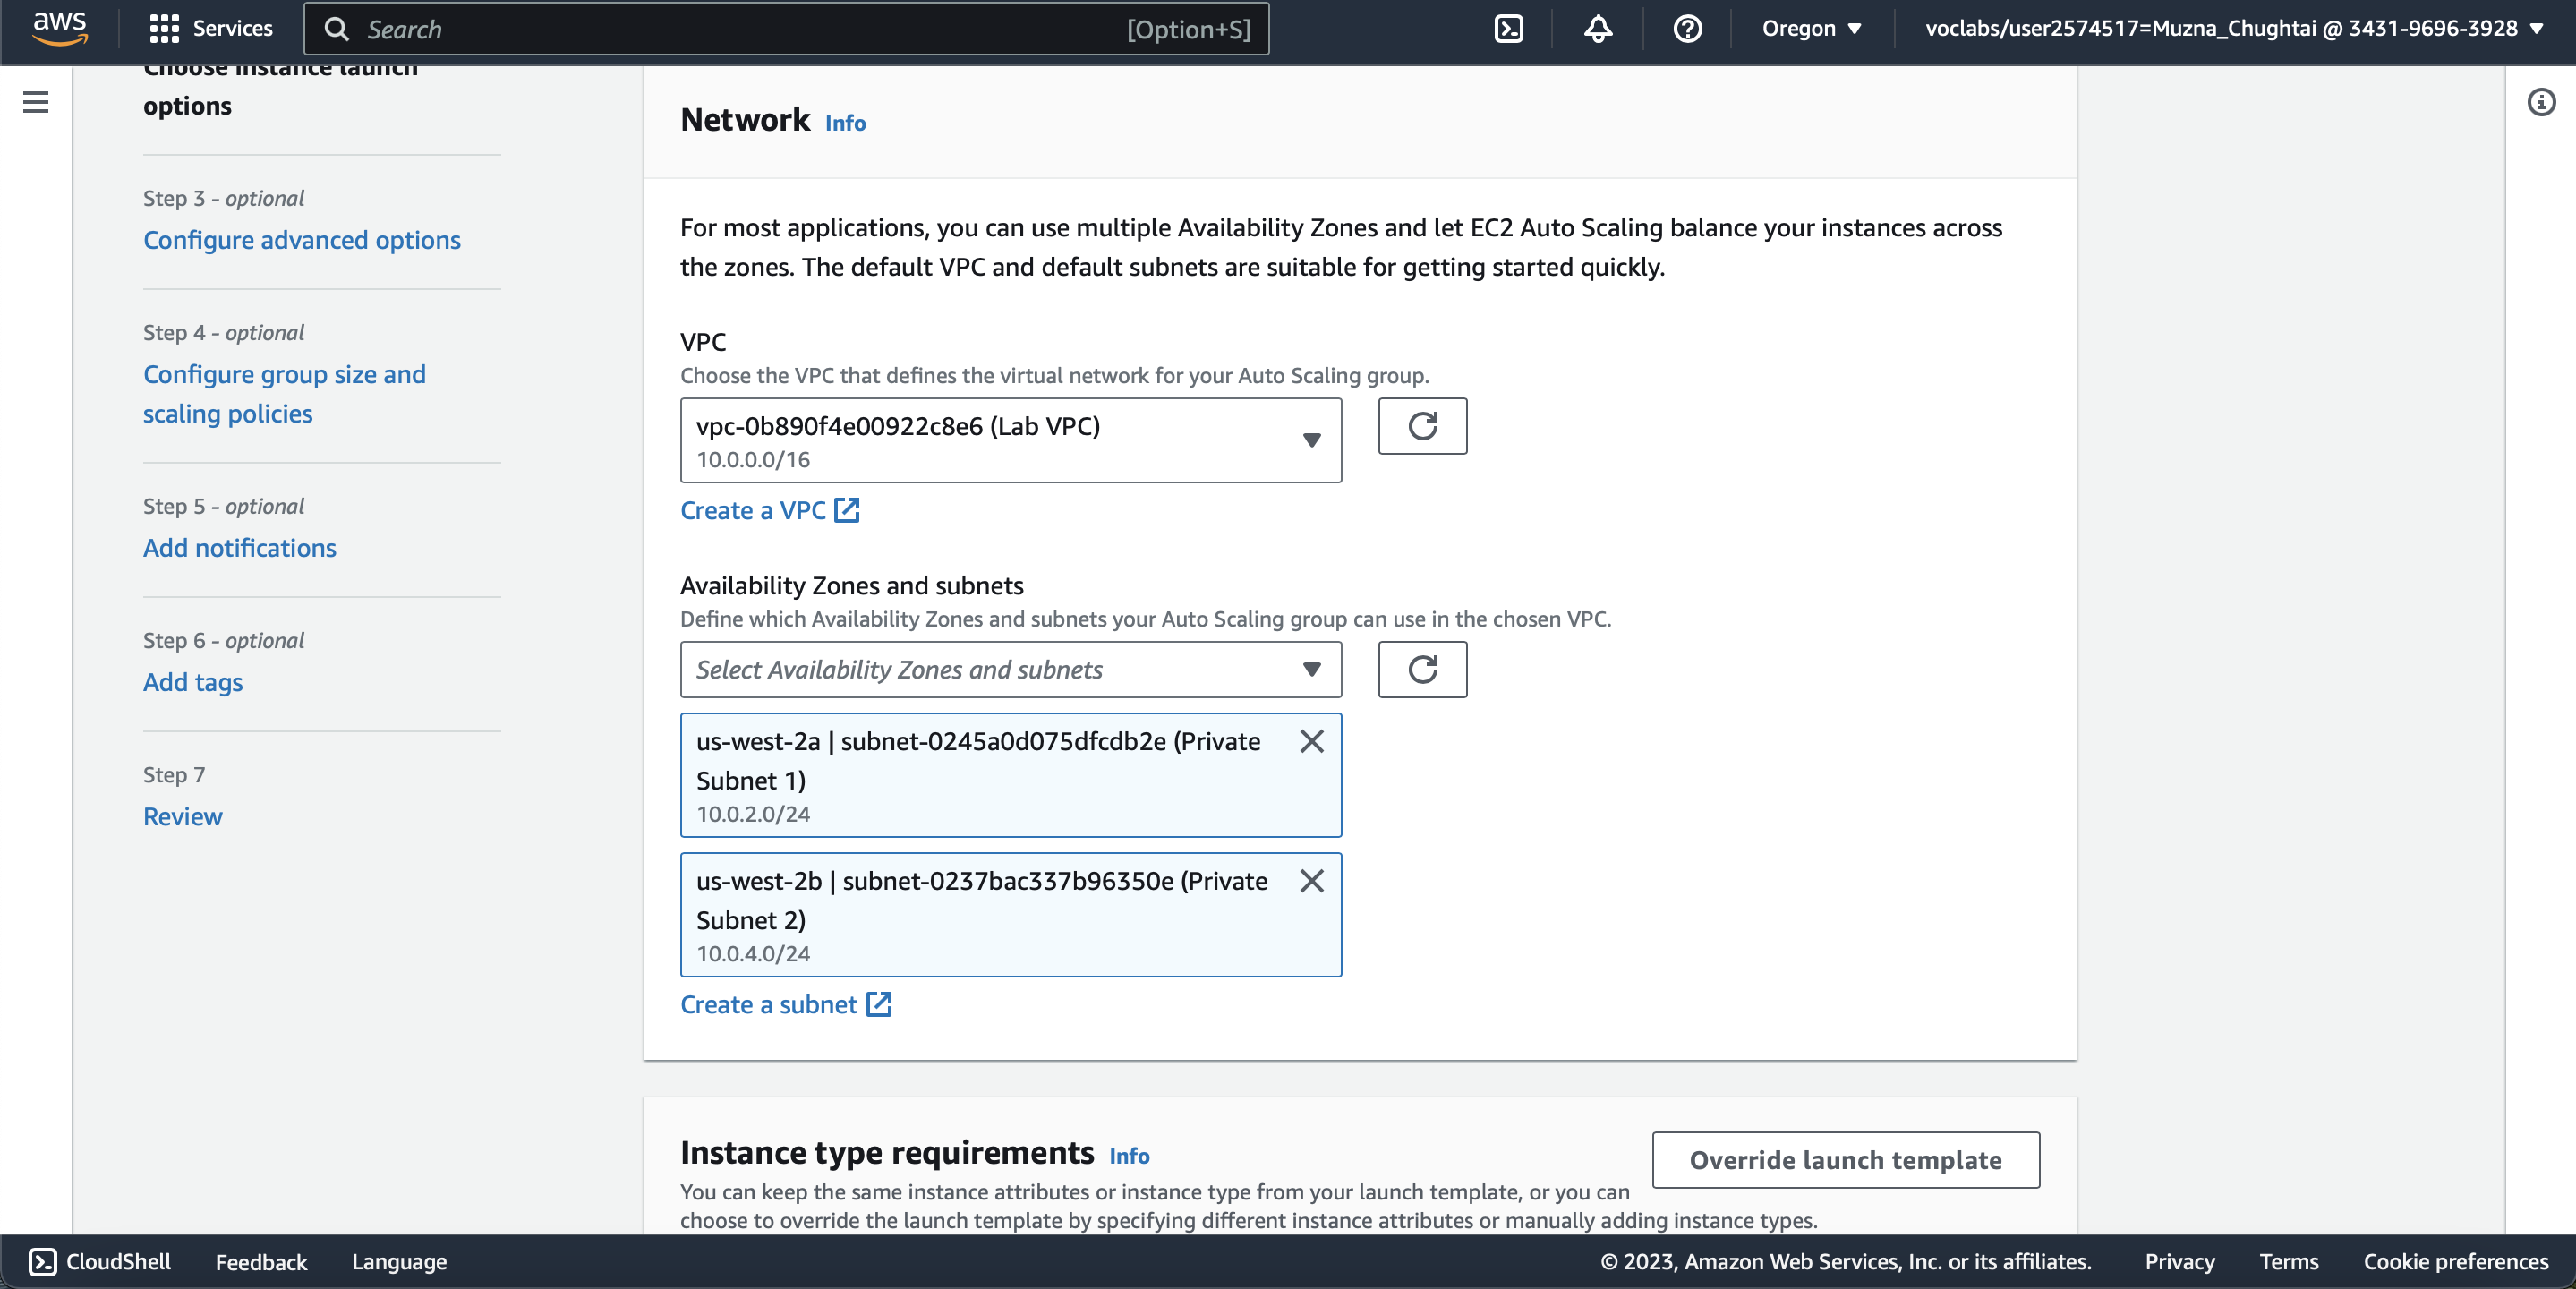 aws
Services
Search
[Option+S]
Oregon
voclabs/user2574517=Muzna_Chughtai @ 3431-9696-3928
Choose instance launch
options
Step 3 - optional
Configure advanced options
Step 4 - optional
Configure group size and
scaling policies
Step 5 - optional
Add notifications
Step 6 - optional
Add tags
Step 7
Review
Network Info
For most applications, you can use multiple Availability Zones and let EC2 Auto Scaling balance your instances across
the zones. The default VPC and default subnets are suitable for getting started quickly.
VPC
Choose the VPC that defines the virtual network for your Auto Scaling group.
vpc-0b890f4e00922c8e6 (Lab VPC)
10.0.0.0/16
Create a VPC
Availability Zones and subnets
Define which Availability Zones and subnets your Auto Scaling group can use in the chosen VPC.
Select Availability Zones and subnets
us-west-2a | subnet-0245a0d075dfcdb2e (Private
Subnet 1)
10.0.2.0/24
us-west-2b | subnet-0237bac337b96350e (Private
Subnet 2)
10.0.4.0/24
Create a subnet
Instance type requirements Info
Override launch template
You can keep the same instance attributes or instance type from your launch template, or you can
choose to override the launch template by specifying different instance attributes or manually adding instance types.
CloudShell
Feedback
Language
© 2023, Amazon Web Services, Inc. or its affiliates.
Privacy
Terms
Cookie preferences